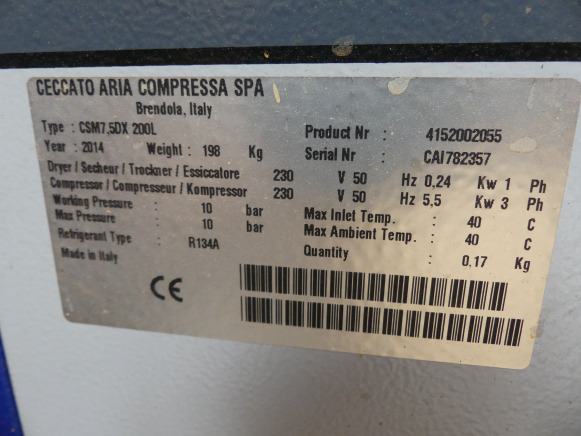 CECCATO ARIA COMPRESSA SPA
Brendola, Italy
Type : CSM7,5DX 200L Product Nr : 4152002055
Year : 2014 Weight : 198 Kg Serial Nr : CAI782357
Dryer / Secheur / Trockner / Essiccatore 230 V 50 Hz 0,24 Kw 1 Ph
Compressor / Compresseur / Kompressor 230 V 50 Hz 5,5 Kw 3 Ph
Working Pressure : 10 bar Max Inlet Temp. : 40 C
Max Pressure : 10 bar Max Ambient Temp. : 40 C
Refrigerant Type : R134A Quantity : 0,17 Kg
Made in Italy
CE